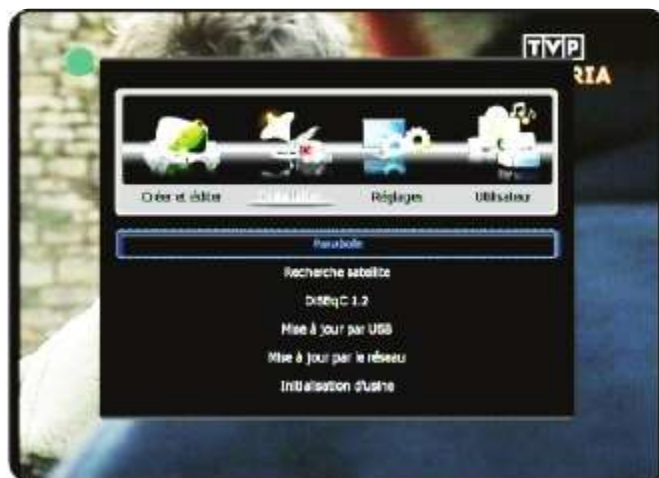 TVP
RIA
Créer et éditer
Réglages
Utilisateur
Parabole
Recherche satellite
DiSEqC 1.2
Mise à jour par USB
Mise à jour par le réseau
Initialisation d'usine